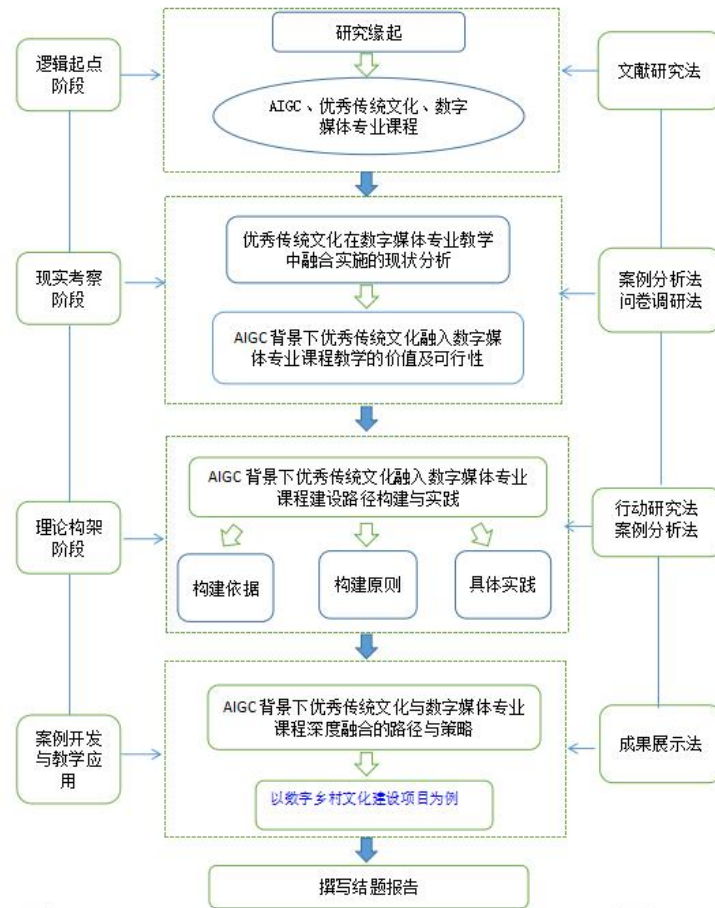 研究缘起
逻辑起点
阶段
文献研究法
AIGC、优秀传统文化、数字
媒体专业课程
优秀传统文化在数字媒体专业教学
中融合实施的现状分析
现实考察
阶段
案例分析法
问卷调研法
AIGC背景下优秀传统文化融入数字媒
体专业课程教学的价值及可行性
AIGC背景下优秀传统文化融入数字媒体专业
课程建设路径构建与实践
理论构架
阶段
行动研究法
案例分析法
构建依据
构建原则
具体实践
AIGC背景下优秀传统文化与数字媒体专业
课程深度融合的路径与策略
案例开发
与教学应
用
成果展示法
以数字乡村文化建设项目为例
撰写结题报告